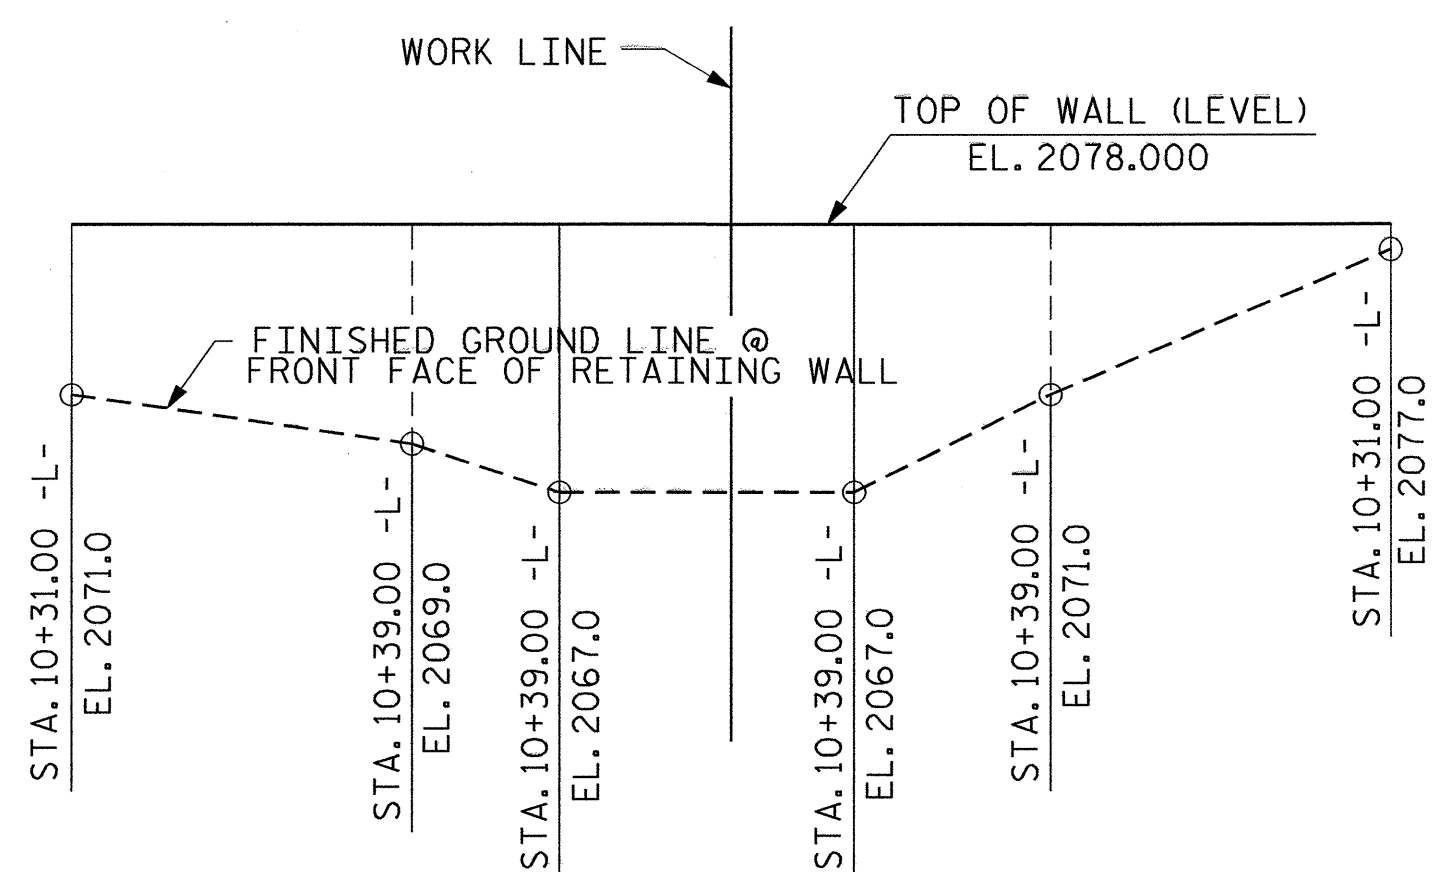 WORK LINE
TOP OF WALL (LEVEL)
EL. 2078.000
FINISHED GROUND LINE @
FRONT FACE OF RETAINING WALL
STA. 10+31.00 -L-
EL. 2071.0
STA. 10+39.00 -L-
EL. 2069.0
STA. 10+39.00 -L-
EL. 2067.0
STA. 10+39.00 -L-
EL. 2067.0
STA. 10+39.00 -L-
EL. 2071.0
STA. 10+31.00 -L-
EL. 2077.0